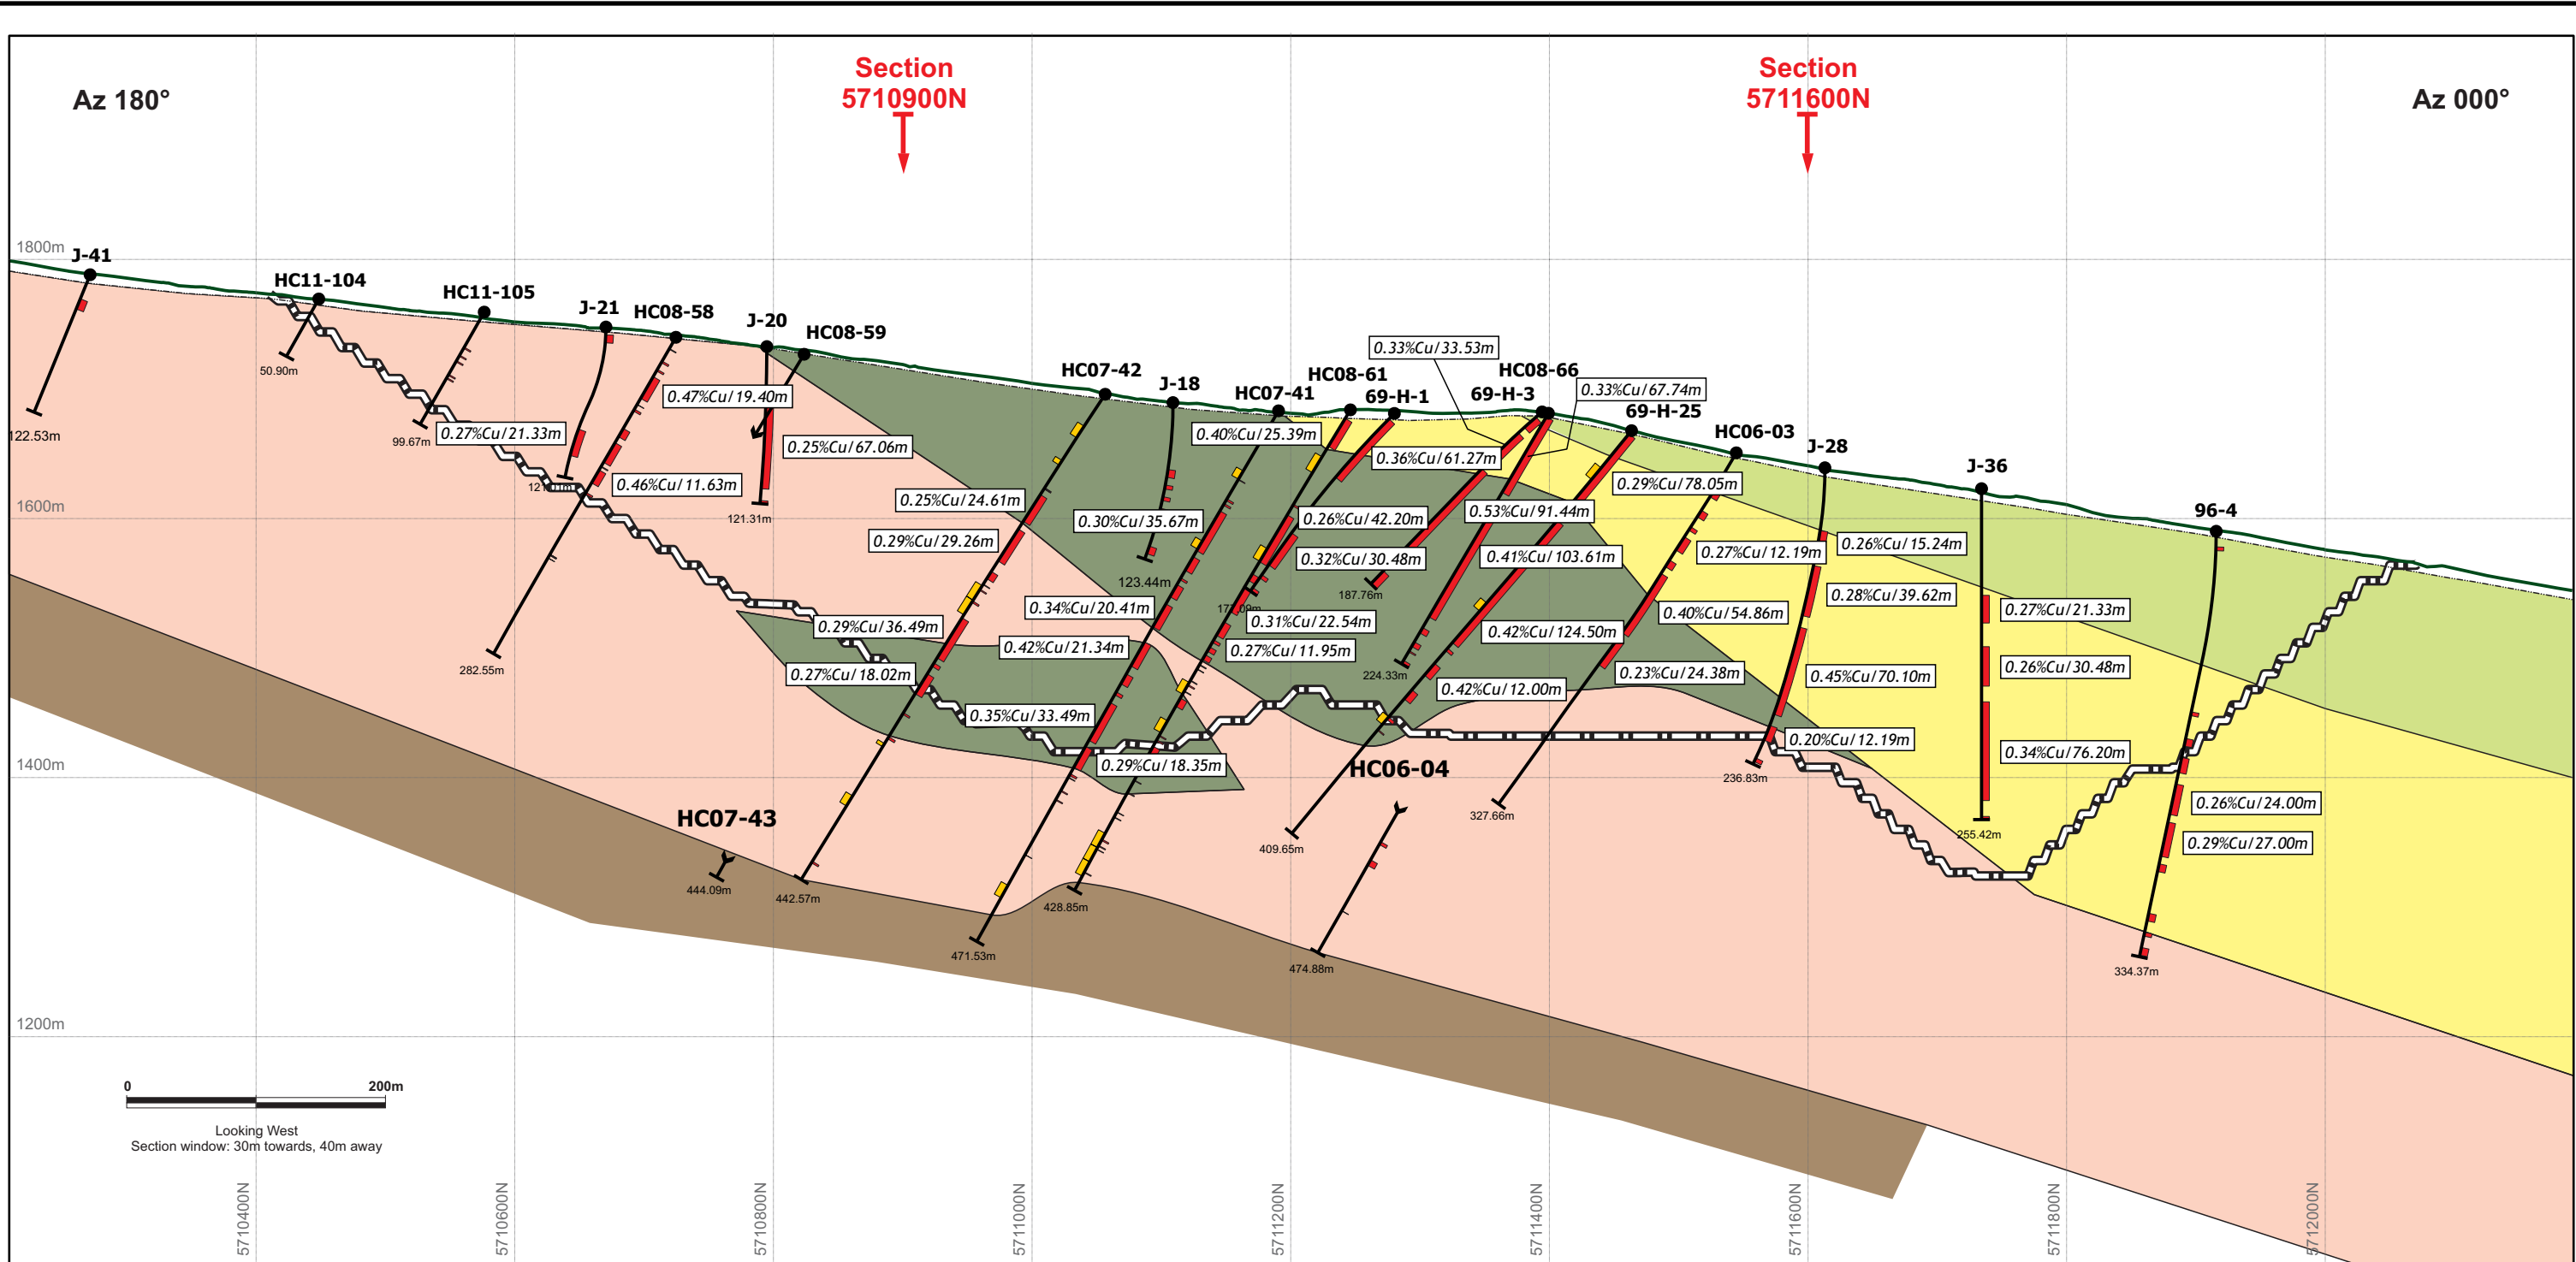 Section
5710900N
Section
5711600N
Az 180°
Az 000°
1800m
J-41
HC11-104
HC11-105
J-21
HC08-58
J-20
HC08-59
HC07-42
J-18
HC07-41
HC08-61
69-H-1
0.33%Cu/33.53m
HC08-66
69-H-3
0.33%Cu/67.74m
69-H-25
HC06-03
J-28
J-36
96-4
50.90m
0.47%Cu/19.40m
122.53m
99.67m
0.27%Cu/21.33m
0.25%Cu/67.06m
0.40%Cu/25.39m
0.36%Cu/61.27m
0.46%Cu/11.63m
0.29%Cu/78.05m
1600m
121.31m
0.25%Cu/24.61m
0.30%Cu/35.67m
0.26%Cu/42.20m
0.53%Cu/91.44m
0.29%Cu/29.26m
0.32%Cu/30.48m
0.41%Cu/103.61m
0.27%Cu/12.19m
0.26%Cu/15.24m
123.44m
187.76m
0.28%Cu/39.62m
0.34%Cu/20.41m
0.31%Cu/22.54m
0.40%Cu/54.86m
0.27%Cu/21.33m
0.29%Cu/36.49m
0.42%Cu/21.34m
0.27%Cu/11.95m
0.42%Cu/124.50m
282.55m
0.27%Cu/18.02m
224.33m
0.23%Cu/24.38m
0.45%Cu/70.10m
0.26%Cu/30.48m
0.42%Cu/12.00m
0.35%Cu/33.49m
0.20%Cu/12.19m
0.34%Cu/76.20m
1400m
0.29%Cu/18.35m
HC06-04
236.83m
HC07-43
327.66m
255.42m
0.26%Cu/24.00m
409.65m
0.29%Cu/27.00m
444.09m
442.57m
428.85m
471.53m
474.88m
334.37m
1200m
0
200m
Looking West
Section window: 30m towards, 40m away
5710400N
5710600N
5710800N
5711000N
5711200N
5711400N
5711600N
5711800N
5712000N